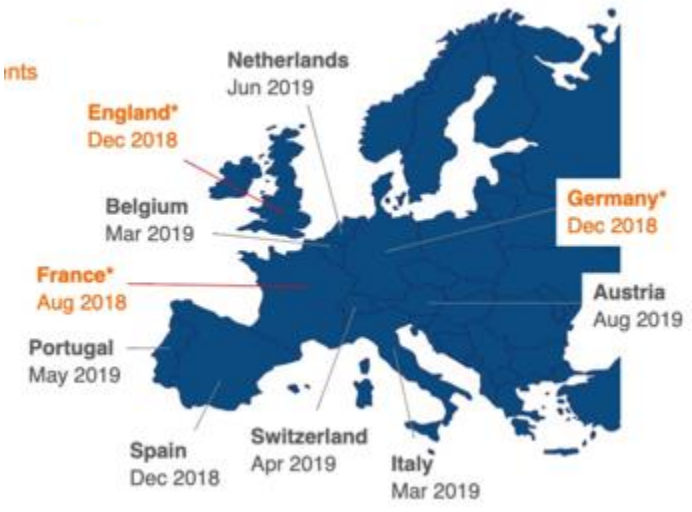 nts
Netherlands
Jun 2019
England*
Dec 2018
Belgium
Mar 2019
Germany*
Dec 2018
France*
Aug 2018
Austria
Aug 2019
Portugal
May 2019
Spain
Dec 2018
Switzerland
Apr 2019
Italy
Mar 2019